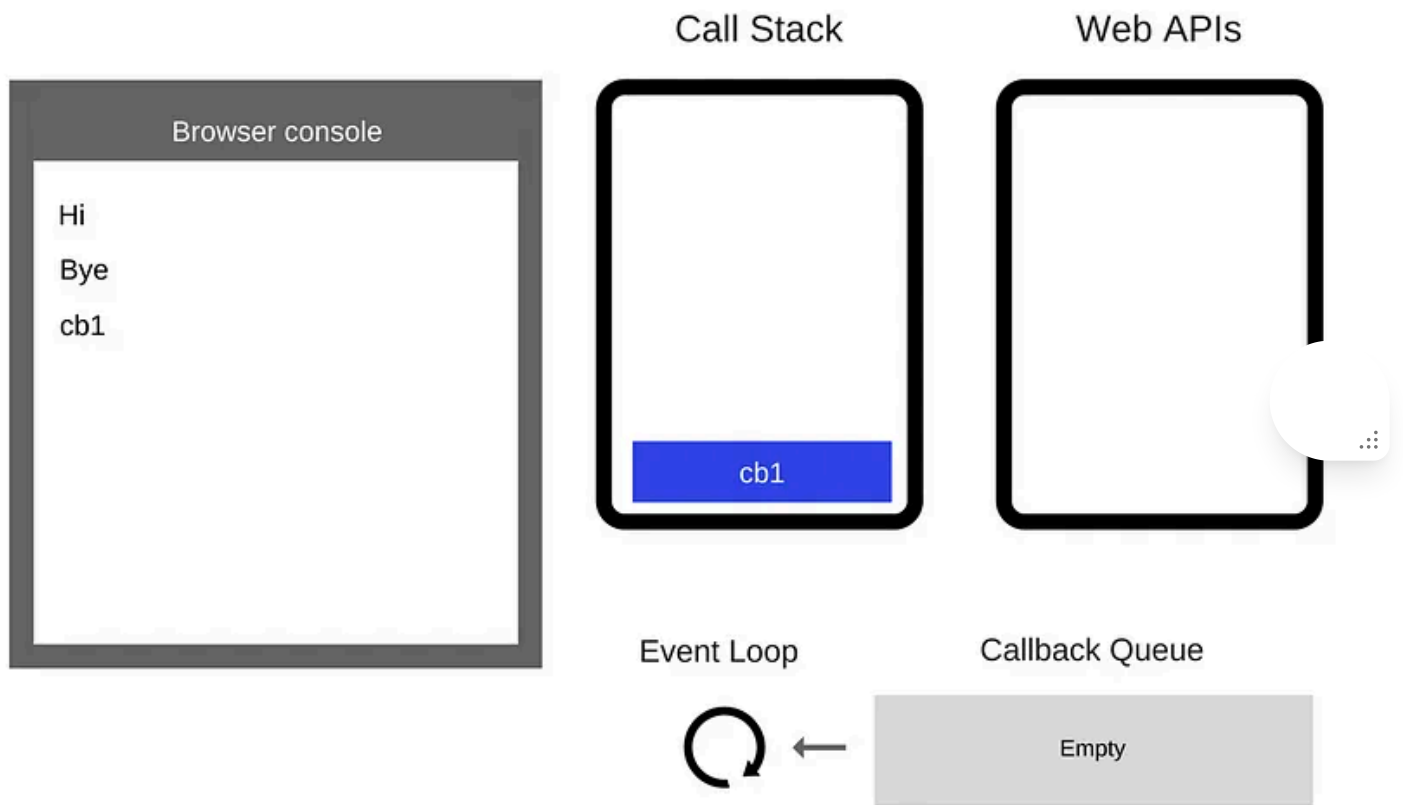 Call Stack
Web APIs
Browser console
Hi
Bye
cb1
cb1
Event Loop
Callback Queue
Empty